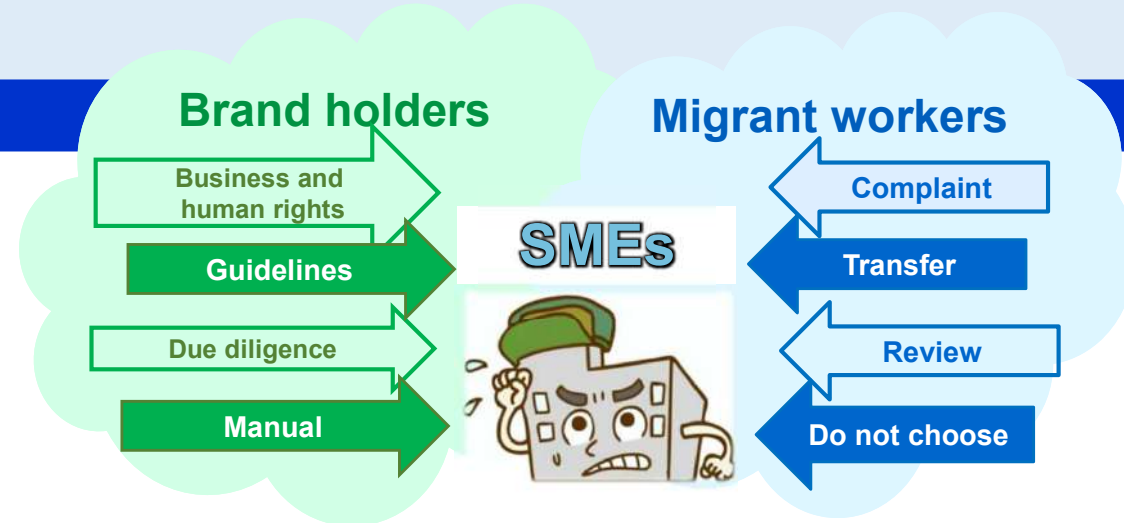 Brand holders
Business and
human rights
Guidelines
Due diligence
Manual
SMEs
Migrant workers
Complaint
Transfer
Review
Do not choose